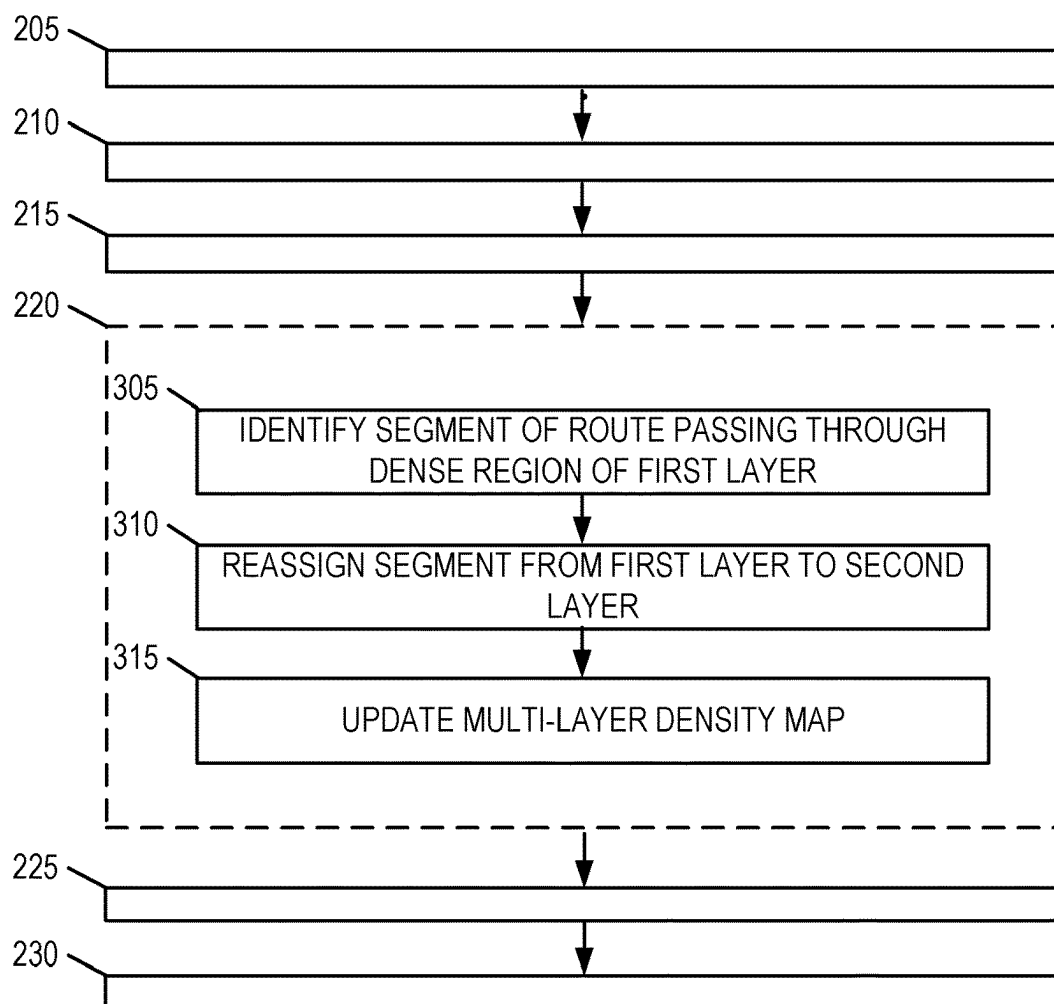 205
210
215
220
305
IDENTIFY SEGMENT OF ROUTE PASSING THROUGH
DENSE REGION OF FIRST LAYER
310
REASSIGN SEGMENT FROM FIRST LAYER TO SECOND
LAYER
315
UPDATE MULTI-LAYER DENSITY MAP
225
230